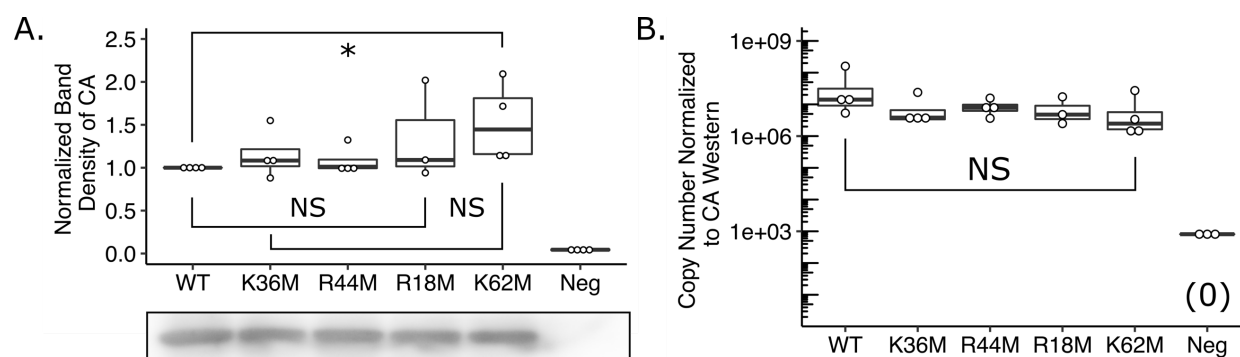 A.
Normalized Band
Density of CA
2.5
2.0
1.5
1.0
0.5
0.0
*
NS
NS
WT K36M R44M R18M K62M Neg
B.
Copy Number Normalized
to CA Western
1e+09
1e+06
1e+03
NS
(0)
WT K36M R44M R18M K62M Neg